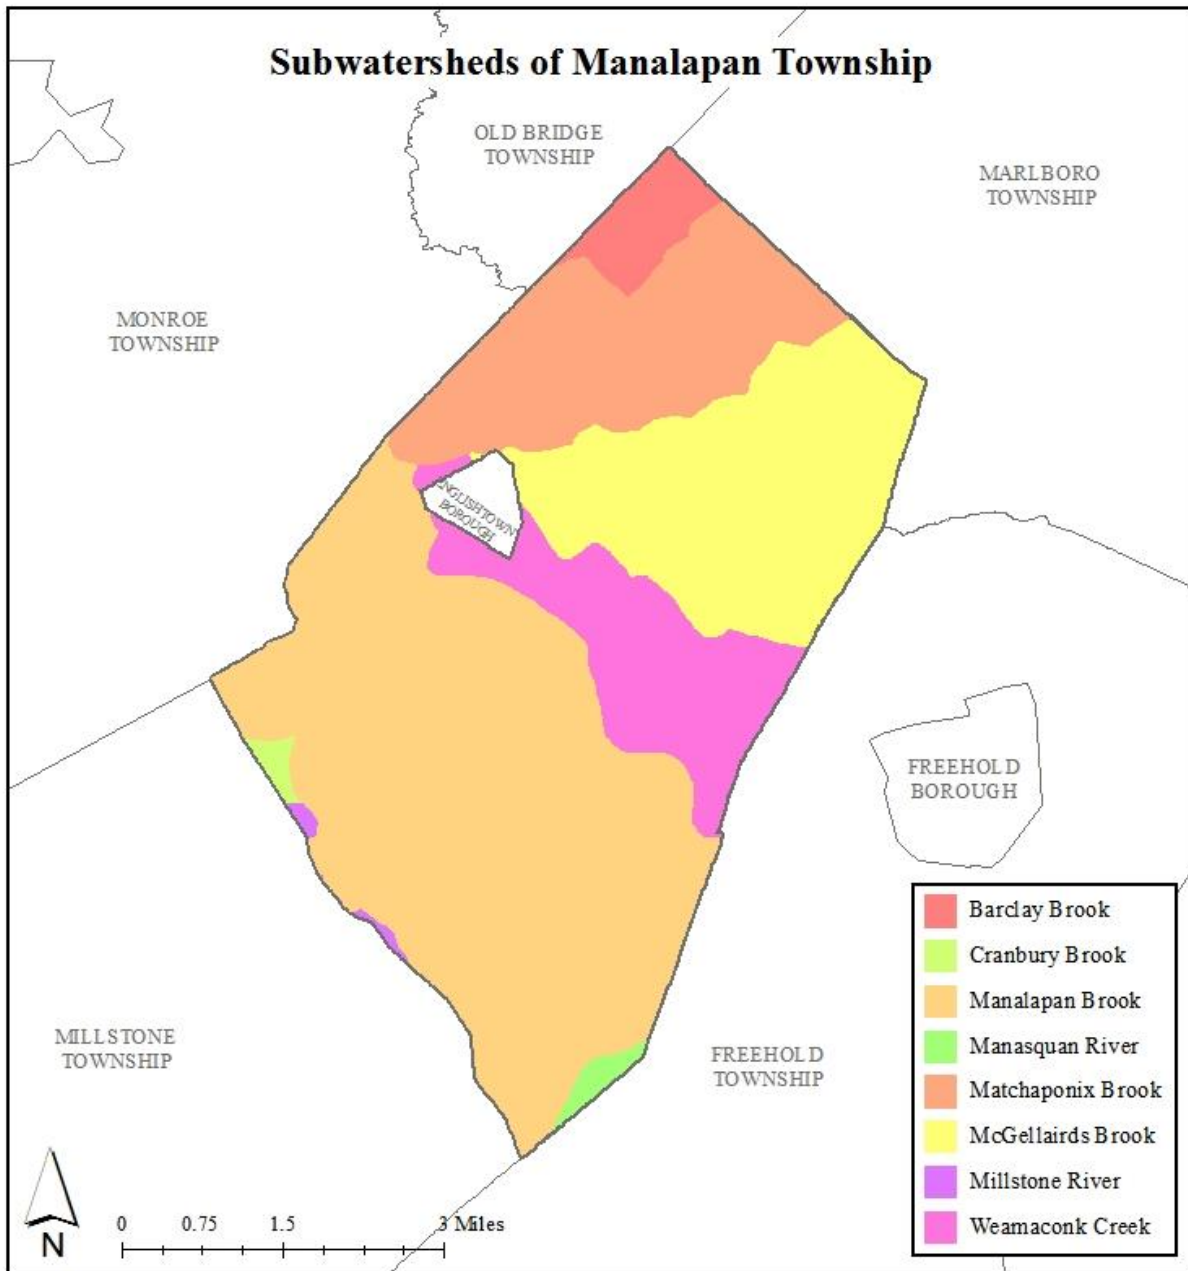 Subwatersheds of Manalapan Township
OLD BRIDGE
TOWNSHIP
MARLBORO
TOWNSHIP
MONROE
TOWNSHIP
NGLISHTOWN
BOROUGH
FREEHOLD
BOROUGH
MILLSTONE
TOWNSHIP
FREEHOLD
TOWNSHIP
Barclay Brook
Cranbury Brook
Manalapan Brook
Manasquan River
Matchaponix Brook
McGellairds Brook
Millstone River
Weamaconk Creek
N
0 0.75 1.5 3 Miles